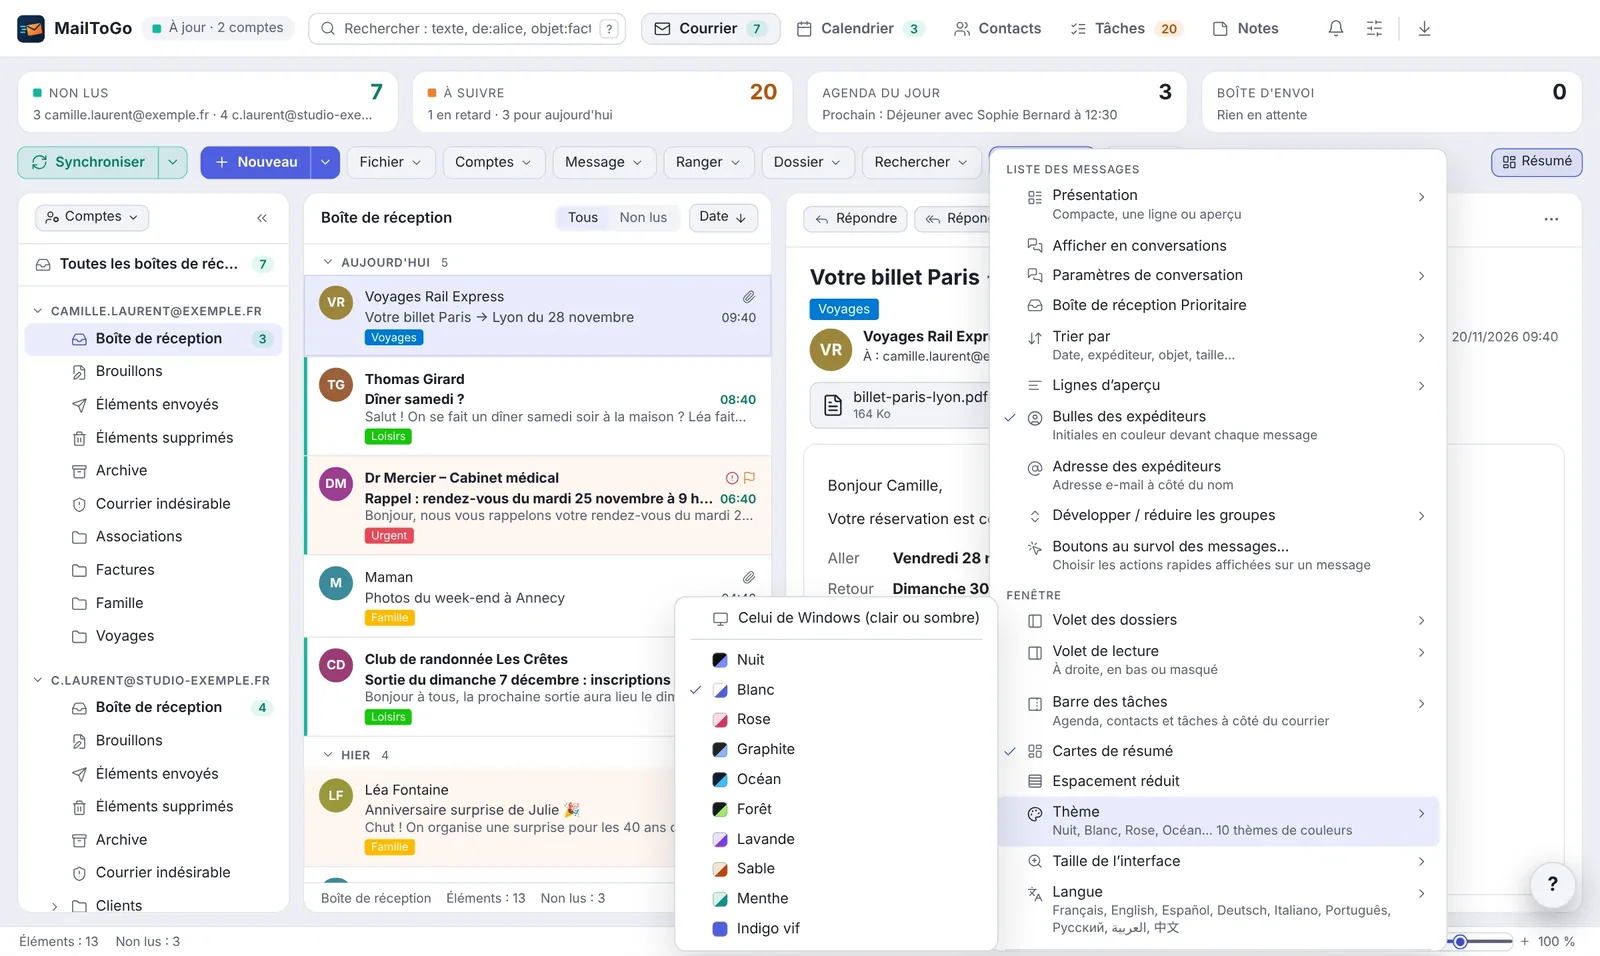 MailToGo
À jour · 2 comptes
Rechercher : texte, de:alice, objet:fact
?
Courrier 7
Calendrier 3
Contacts
Tâches 20
Notes
NON LUS 7
3 camille.laurent@exemple.fr · 4 c.laurent@studio-exe...
À SUIVRE 20
1 en retard · 3 pour aujourd'hui
AGENDA DU JOUR 3
Prochain : Déjeuner avec Sophie Bernard à 12:30
BOÎTE D'ENVOI 0
Rien en attente
Synchroniser
+ Nouveau
Fichier
Comptes
Message
Ranger
Dossier
Rechercher
Résumé
Comptes
«
Toutes les boîtes de réc... 7
CAMILLE.LAURENT@EXEMPLE.FR
Boîte de réception 3
Brouillons
Éléments envoyés
Éléments supprimés
Archive
Courrier indésirable
Associations
Factures
Famille
Voyages
C.LAURENT@STUDIO-EXEMPLE.FR
Boîte de réception 4
Brouillons
Éléments envoyés
Éléments supprimés
Archive
Courrier indésirable
Clients
Boîte de réception
Tous
Non lus
Date ↓
AUJOURD'HUI 5
VR
Voyages Rail Express
Votre billet Paris → Lyon du 28 novembre 09:40
Voyages
TG
Thomas Girard
Dîner samedi ? 08:40
Salut ! On se fait un dîner samedi soir à la maison ? Léa fait...
Loisirs
DM
Dr Mercier – Cabinet médical
Rappel : rendez-vous du mardi 25 novembre à 9 h... 06:40
Bonjour, nous vous rappelons votre rendez-vous du mardi 2...
Urgent
M
Maman
Photos du week-end à Annecy
Famille
CD
Club de randonnée Les Crêtes
Sortie du dimanche 7 décembre : inscriptions
Bonjour à tous, la prochaine sortie aura lieu le
Loisirs
HIER 4
LF
Léa Fontaine
Anniversaire surprise de Julie 🎉
Chut ! On organise une surprise pour les 40 ans
Famille
Boîte de réception Éléments : 13 Non lus : 3
Répondre
...
Votre billet Paris
Voyages
VR
Voyages Rail
20/11/2026 09:40
À :
billet-paris-lyon.pdf
164 Ko
Bonjour Camille,
Votre réservation est
Aller Vendredi 28
Retour Dimanche 30
LISTE DES MESSAGES
Présentation
Compacte, une ligne ou aperçu
Afficher en conversations
Paramètres de conversation
Boîte de réception Prioritaire
Trier par
Date, expéditeur, objet, taille...
Lignes d’aperçu
Bulles des expéditeurs
Initiales en couleur devant chaque message
Adresse des expéditeurs
Adresse e-mail à côté du nom
Développer / réduire les groupes
Boutons au survol des messages...
Choisir les actions rapides affichées sur un message
FENÊTRE
Volet des dossiers
Volet de lecture
À droite, en bas ou masqué
Barre des tâches
Agenda, contacts et tâches à côté du courrier
Cartes de résumé
Espacement réduit
Thème
Nuit, Blanc, Rose, Océan... 10 thèmes de couleurs
Taille de l’interface
Langue
Français, English, Español, Deutsch, Italiano, Português,
Русский, العربية, 中文
Celui de Windows (clair ou sombre)
Nuit
Blanc
Rose
Graphite
Océan
Forêt
Lavande
Sable
Menthe
Indigo vif
?
Éléments : 13 Non lus : 3
+ 100 %